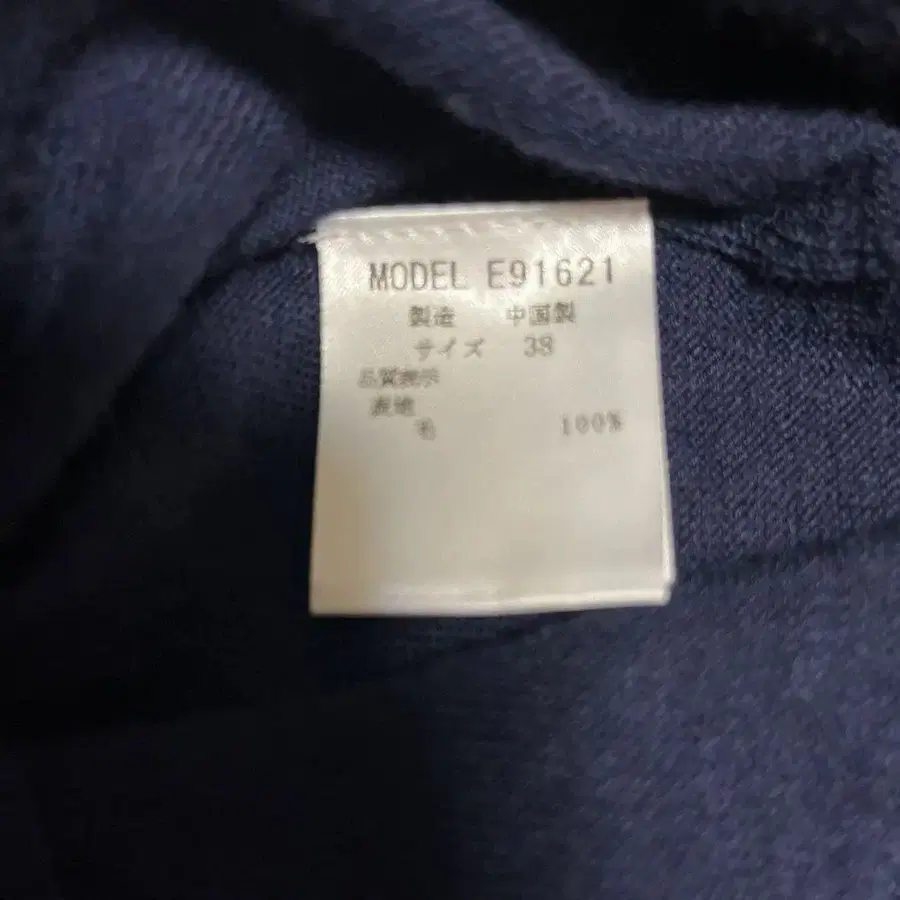 MODEL E91621
製造 中国製
サイズ 38
品質表示
表地
毛 100%